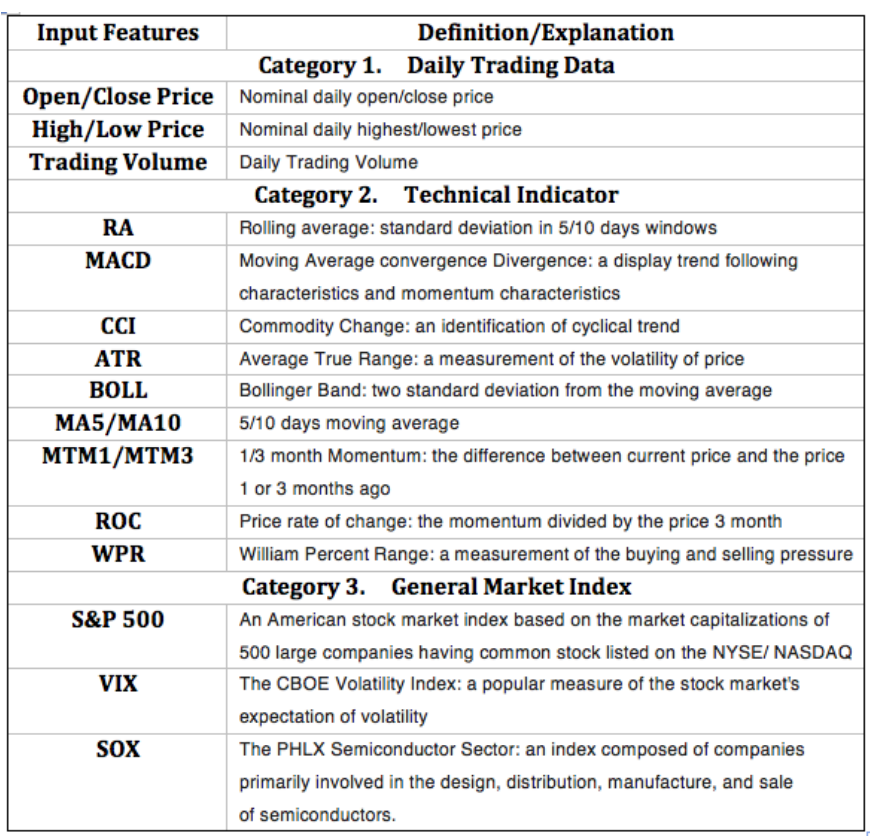 Input Features Definition/Explanation
Category 1. Daily Trading Data
Open/Close Price Nominal daily open/close price
High/Low Price Nominal daily highest/lowest price
Trading Volume Daily Trading Volume
Category 2. Technical Indicator
RA Rolling average: standard deviation in 5/10 days windows
MACD Moving Average convergence Divergence: a display trend following
characteristics and momentum characteristics
CCI Commodity Change: an identification of cyclical trend
ATR Average True Range: a measurement of the volatility of price
BOLL Bollinger Band: two standard deviation from the moving average
MA5/MA10 5/10 days moving average
MTM1/MTM3 1/3 month Momentum: the difference between current price and the price
1 or 3 months ago
ROC Price rate of change: the momentum divided by the price 3 month
WPR William Percent Range: a measurement of the buying and selling pressure
Category 3. General Market Index
S&P 500 An American stock market index based on the market capitalizations of
500 large companies having common stock listed on the NYSE/ NASDAQ
VIX The CBOE Volatility Index: a popular measure of the stock market's
expectation of volatility
SOX The PHLX Semiconductor Sector: an index composed of companies
primarily involved in the design, distribution, manufacture, and sale
of semiconductors.